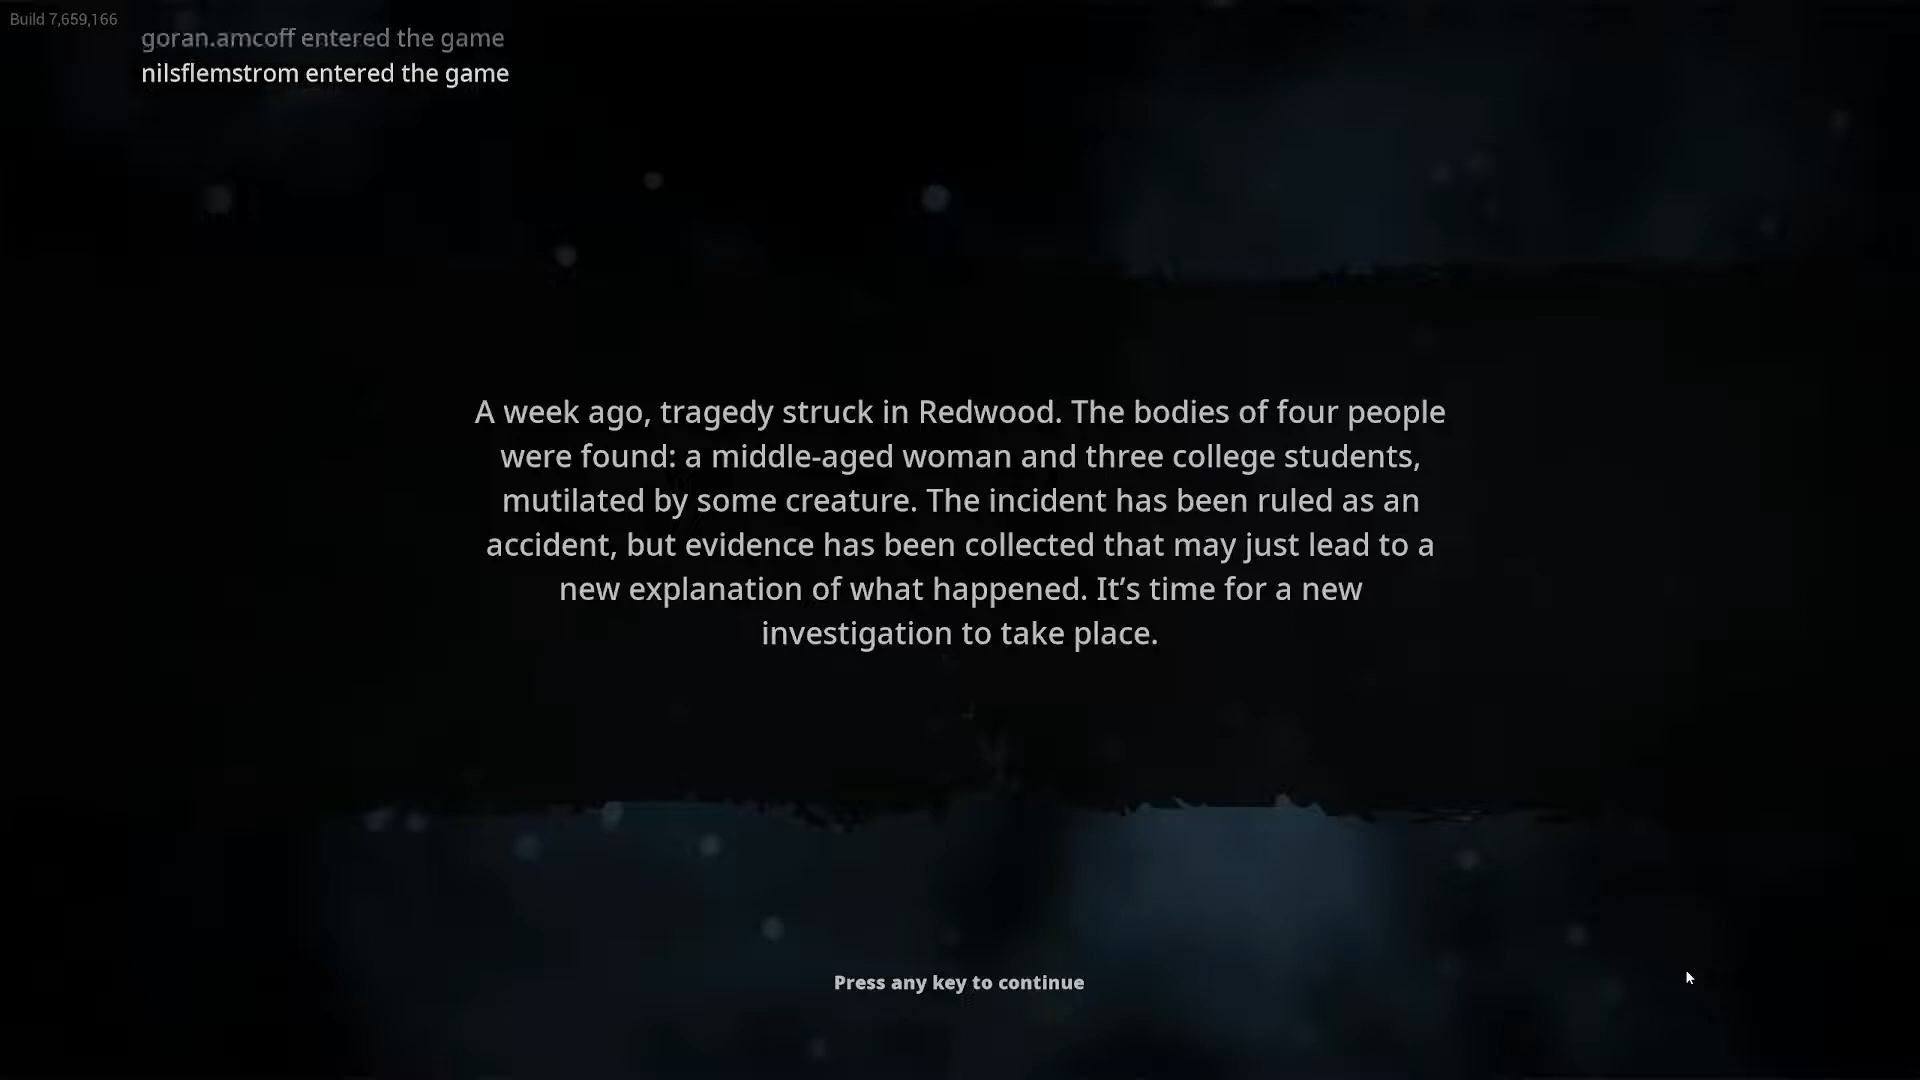 Build 7,659,166
goran.amcoff entered the game
nilsflemstrom entered the game
A week ago, tragedy struck in Redwood. The bodies of four people
were found: a middle-aged woman and three college students,
mutilated by some creature. The incident has been ruled as an
accident, but evidence has been collected that may just lead to a
new explanation of what happened. It’s time for a new
investigation to take place.
Press any key to continue